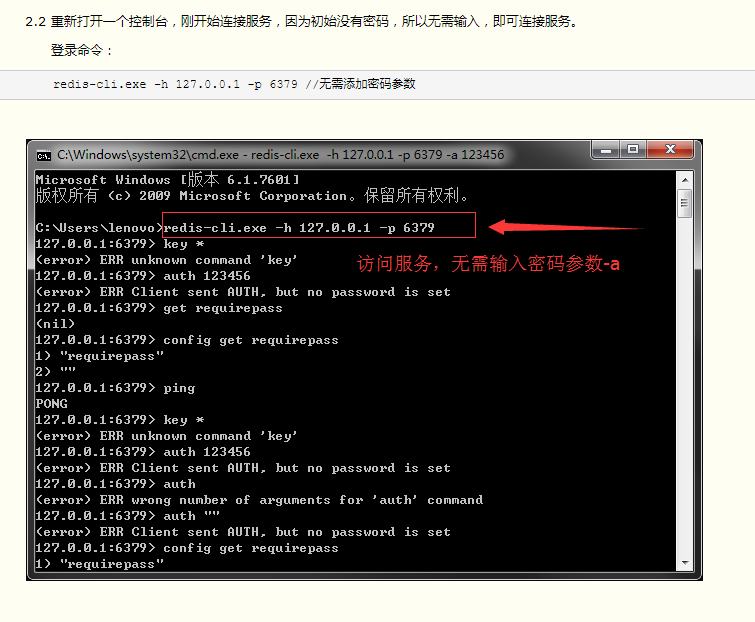 2.2 重新打开一个控制台，刚开始连接服务，因为初始没有密码，所以无需输入，即可连接服务。
登录命令：
redis-cli.exe -h 127.0.0.1 -p 6379 //无需添加密码参数
C:\Windows\system32\cmd.exe - redis-cli.exe -h 127.0.0.1 -p 6379 -a 123456
Microsoft Windows [版本 6.1.7601]
版权所有 (c) 2009 Microsoft Corporation。保留所有权利。
C:\Users\lenovo>redis-cli.exe -h 127.0.0.1 -p 6379
127.0.0.1:6379> key *
(error) ERR unknown command 'key'
访问服务，无需输入密码参数-a
127.0.0.1:6379> auth 123456
(error) ERR Client sent AUTH, but no password is set
127.0.0.1:6379> get requirepass
(nil)
127.0.0.1:6379> config get requirepass
1) "requirepass"
2) ""
127.0.0.1:6379> ping
PONG
127.0.0.1:6379> key *
(error) ERR unknown command 'key'
127.0.0.1:6379> auth 123456
(error) ERR Client sent AUTH, but no password is set
127.0.0.1:6379> auth
(error) ERR wrong number of arguments for 'auth' command
127.0.0.1:6379> auth ""
(error) ERR Client sent AUTH, but no password is set
127.0.0.1:6379> config get requirepass
1) "requirepass"